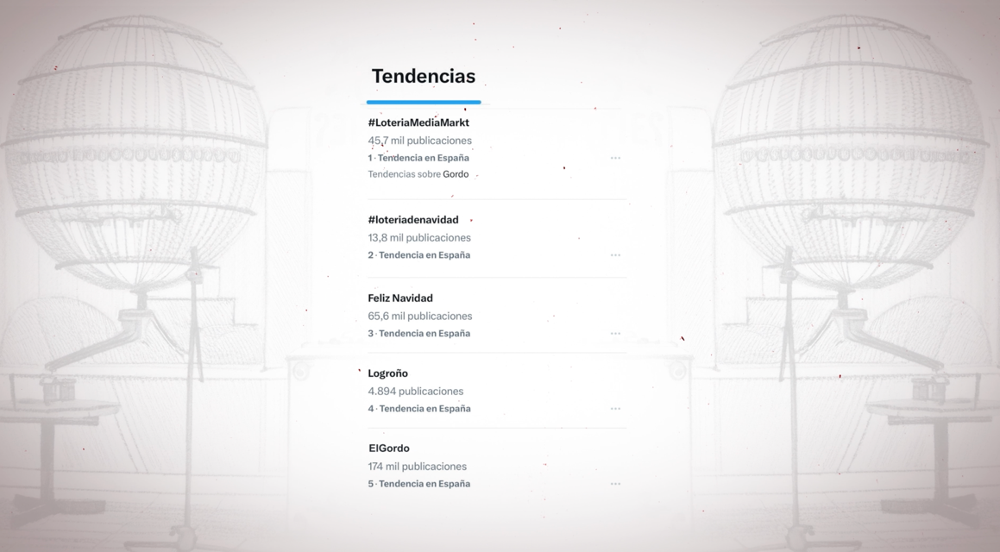 Tendencias
#LoteriaMediaMarkt
45,7 mil publicaciones
1 · Tendencia en España
Tendencias sobre Gordo
#loteriadenavidad
13,8 mil publicaciones
2 · Tendencia en España
Feliz Navidad
65,6 mil publicaciones
3 · Tendencia en España
Logroño
4.894 publicaciones
4 · Tendencia en España
ElGordo
174 mil publicaciones
5 · Tendencia en España